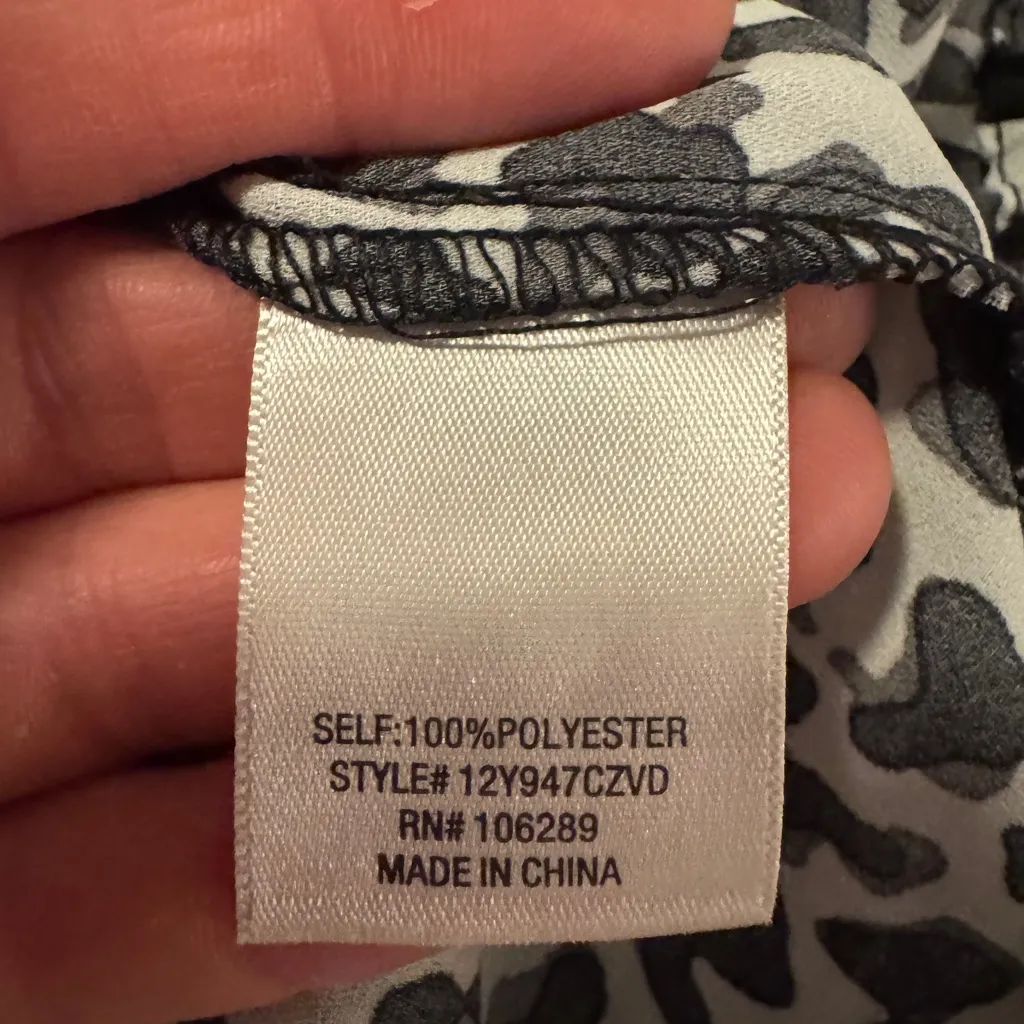 SELF:100%POLYESTER
STYLE# 12Y947CZVD
RN# 106289
MADE IN CHINA